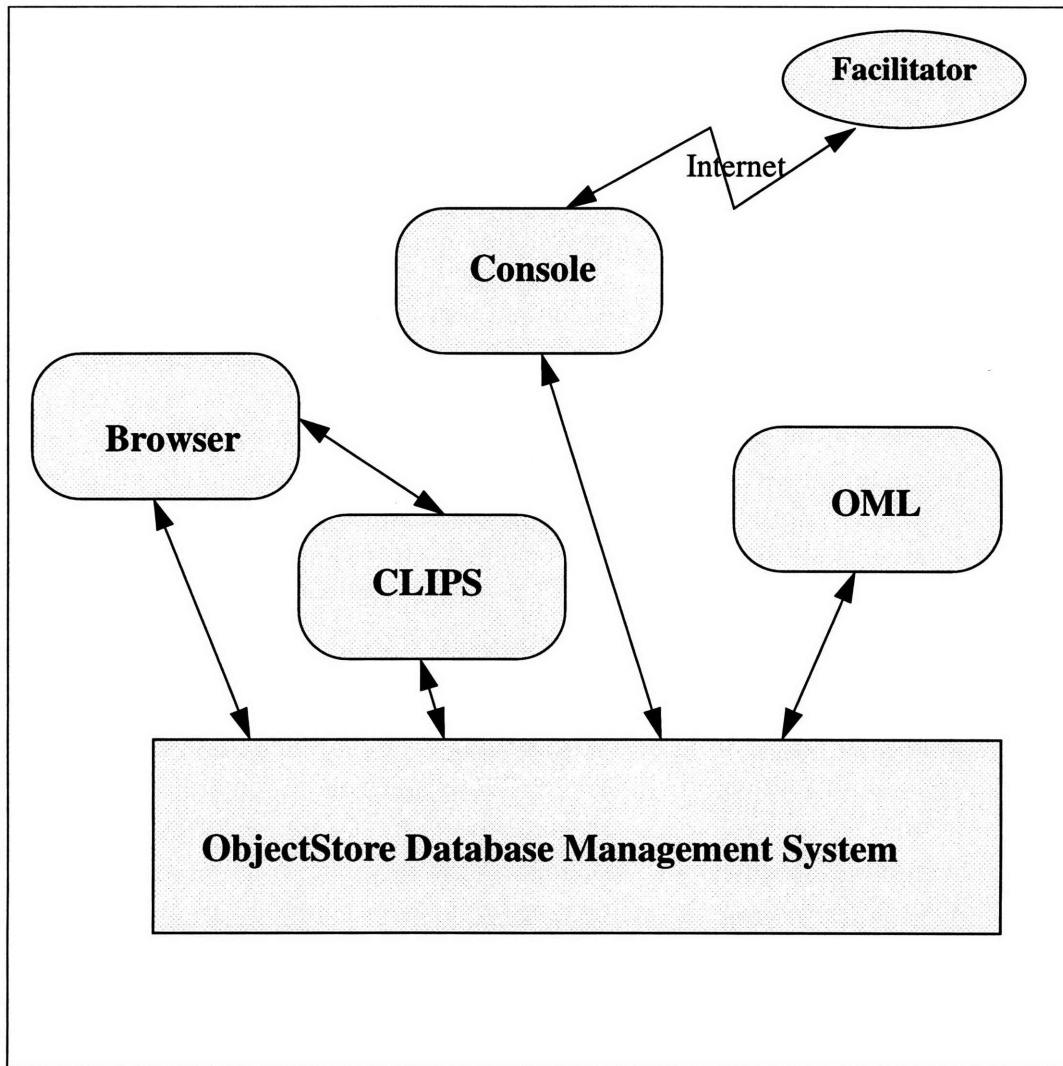 Facilitator
Internet
Console
Browser
OML
CLIPS
ObjectStore Database Management System